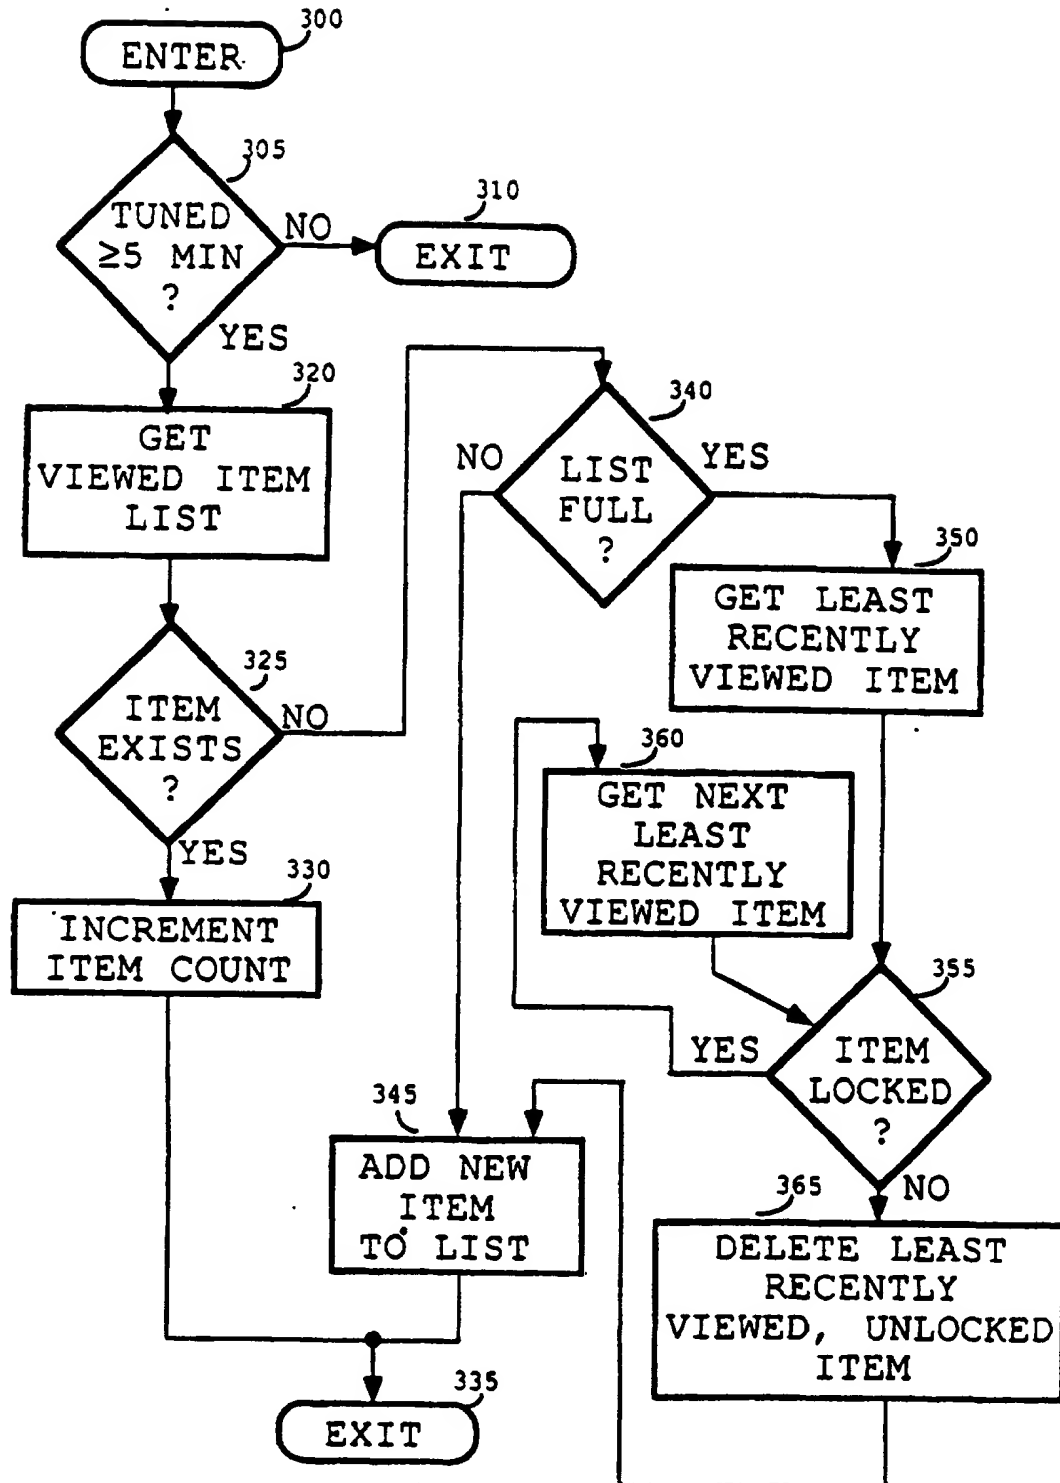 300
ENTER
305
TUNED
≥5 MIN
?
NO
310
EXIT
YES
320
GET
VIEWED ITEM
LIST
325
ITEM
EXISTS
?
NO
YES
330
INCREMENT
ITEM COUNT
340
LIST
FULL
?
NO
YES
350
GET LEAST
RECENTLY
VIEWED ITEM
360
GET NEXT
LEAST
RECENTLY
VIEWED ITEM
355
ITEM
LOCKED
?
YES
NO
345
ADD NEW
ITEM
TO LIST
365
DELETE LEAST
RECENTLY
VIEWED, UNLOCKED
ITEM
335
EXIT